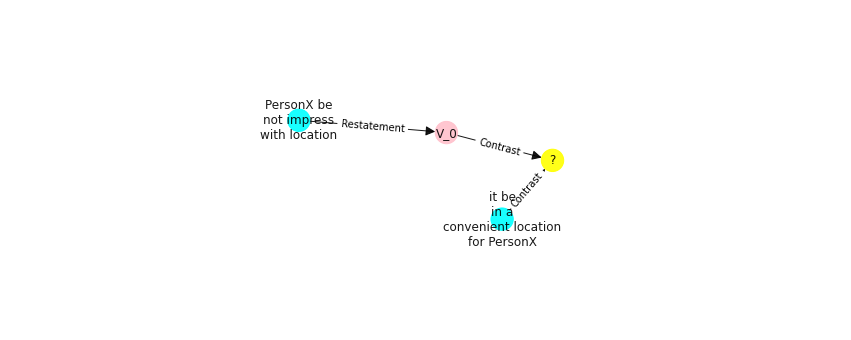 PersonX be
not impress
with location
Restatement
V_0
Contrast
?
Contrast
it be
in a
convenient location
for PersonX